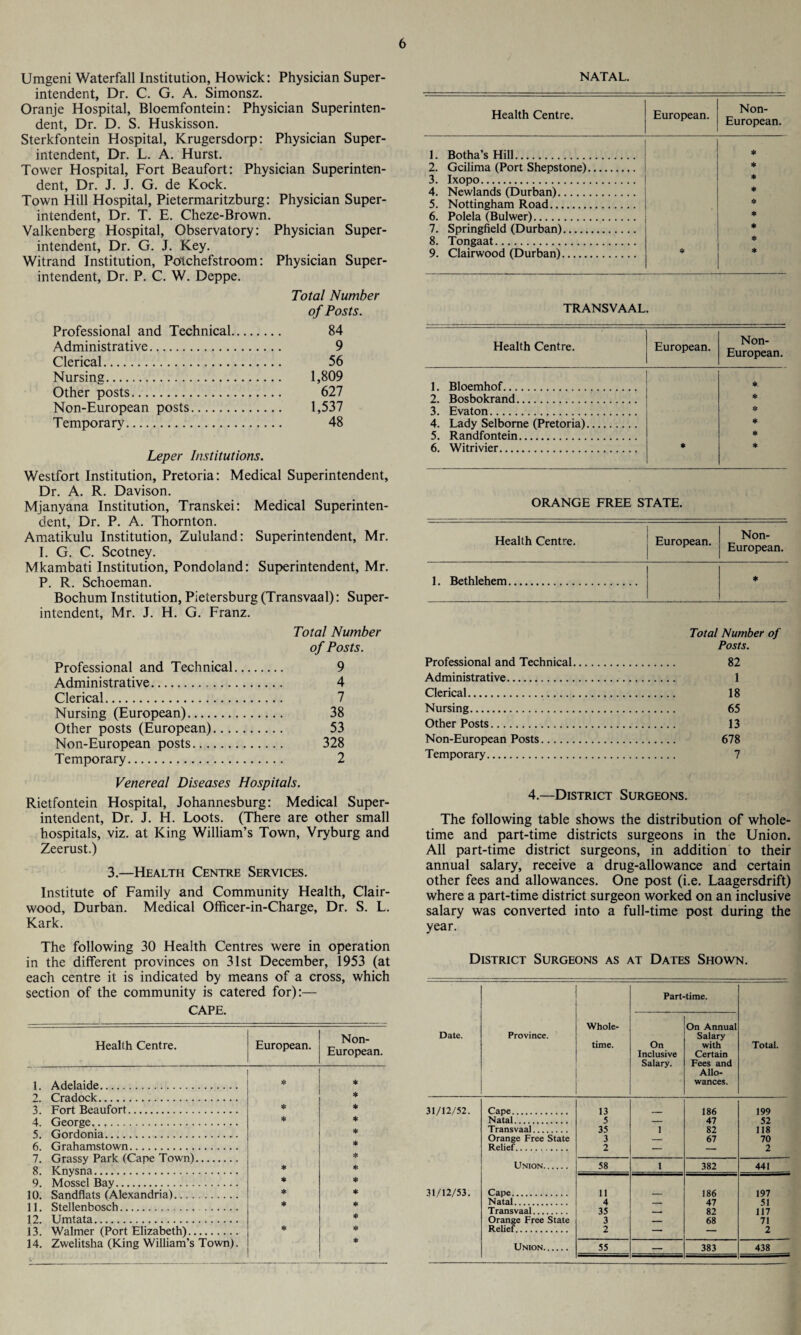 6
Umgeni Waterfall Institution, Howick: Physician Super-
intendent, Dr. C. G. A. Simonsz.
Oranje Hospital, Bloemfontein: Physician Superinten-
dent, Dr. D. S. Huskisson.
Sterkfontein Hospital, Krugersdorp: Physician Super-
intendent, Dr. L. A. Hurst.
Tower Hospital, Fort Beaufort: Physician Superinten-
dent, Dr. J. J. G. de Kock.
Town Hill Hospital, Pietermaritzburg: Physician Super-
intendent, Dr. T. E. Cheze-Brown.
Valkenberg Hospital, Observatory: Physician Super-
intendent, Dr. G. J. Key.
Witrand Institution, Potchefstroom: Physician Super-
intendent, Dr. P. C. W. Deppe.
Total Number
of Posts.
Professional and Technical........ 84
Administrative.................... 9
Clerical.......................... 56
Nursing........................... 1,809
Other posts....................... 627
Non-European posts............... 1,537
Temporary......................... 48
Leper Institutions.
Westfort Institution, Pretoria: Medical Superintendent,
Dr. A. R. Davison.
Mjanyana Institution, Transkei: Medical Superinten-
dent, Dr. P. A. Thornton.
Amatikulu Institution, Zululand: Superintendent, Mr.
I. G. C. Scotney.
Mkambati Institution, Pondoland: Superintendent, Mr.
P. R. Schoeman.
Bochum Institution, Pietersburg (Transvaal): Super-
intendent, Mr. J. H. G. Franz.
Total Number
of Posts.
Professional and Technical........ 9
Administrative.................... 4
Clerical.......................... 7
Nursing (European)............... 38
Other posts (European)........... 53
Non-European posts............... 328
Temporary......................... 2
Venereal Diseases Hospitals.
Rietfontein Hospital, Johannesburg: Medical Super-
intendent, Dr. J. H. Loots. (There are other small
hospitals, viz. at King William's Town, Vryburg and
Zeerust.)
3.—Health Centre Services.
Institute of Family and Community Health, Clair-
wood, Durban. Medical Officer-in-Charge, Dr. S. L.
Kark.
The following 30 Health Centres were in operation
in the different provinces on 31st December, 1953 (at
each centre it is indicated by means of a cross, which
section of the community is catered for):—
CAPE.
Health Centre. European. Non-European.
1. Adelaide.................... * *
2. Cradock..................... *
3. Fort Beaufort............... * *
4. George...................... * *
5. Gordonia.................... *
6. Grahamstown................. *
7. Grassy Park (Cape Town)........ *
8. Knysna...................... * *
9. Mossel Bay.................. * *
10. Sandflats (Alexandria)............ * *
11. Stellenbosch................ * *
12. Umtata...................... *
13. Walmer (Port Elizabeth)......... * *
14. Zwelitsha (King William's Town). *
NATAL.
Health Centre. European. Non-European.
1. Botha's Hill.................... *
2. Gcilima (Port Shepstone)......... *
3. Ixopo........................... *
4. Newlands (Durban).............. *
5. Nottingham Road................ *
6. Polela (Bulwer)................. *
7. Springfield (Durban)............. *
8. Tongaat......................... *
9. Clairwood (Durban)............. * *
TRANSVAAL.
Health Centre. European. Non-European.
1. Bloemhof....................... *
2. Bosbokrand..................... *
3. Evaton......................... *
4. Lady Selborne (Pretoria)......... *
5. Randfontein.................... *
6. Witrivier....................... * *
ORANGE FREE STATE.
Health Centre. European. Non-European.
1. Bethlehem...................... *
Total Number of
Posts.
Professional and Technical................ 82
Administrative........................... 1
Clerical................................. 18
Nursing.................................. 65
Other Posts.............................. 13
Non-European Posts...................... 678
Temporary................................ 7
4.—District Surgeons.
The following table shows the distribution of whole-
time and part-time districts surgeons in the Union.
All part-time district surgeons, in addition to their
annual salary, receive a drug-allowance and certain
other fees and allowances. One post (i.e. Laagersdrift)
where a part-time district surgeon worked on an inclusive
salary was converted into a full-time post during the
year.
District Surgeons as at Dates Shown.
Part-time.
Date. Province. Whole-time. On Inclusive Salary. On Annual Salary with Certain Fees and Allo-wances. Total.
31/12/52. Cape............ 13 — 186 199
Natal............ 5 — 47 52
Transvaal........ 35 1 82 118
Orange Free State 3 — 67 70
Relief........... 2 — — 2
Union...... 58 1 382 441
31/12/53. Cape............ 11 — 186 197
Natal............ 4 — 47 51
Transvaal........ 35 — 82 117
Orange Free State 3 — 68 71
Relief........... 2 — — 2
Union...... 55 — 383 438